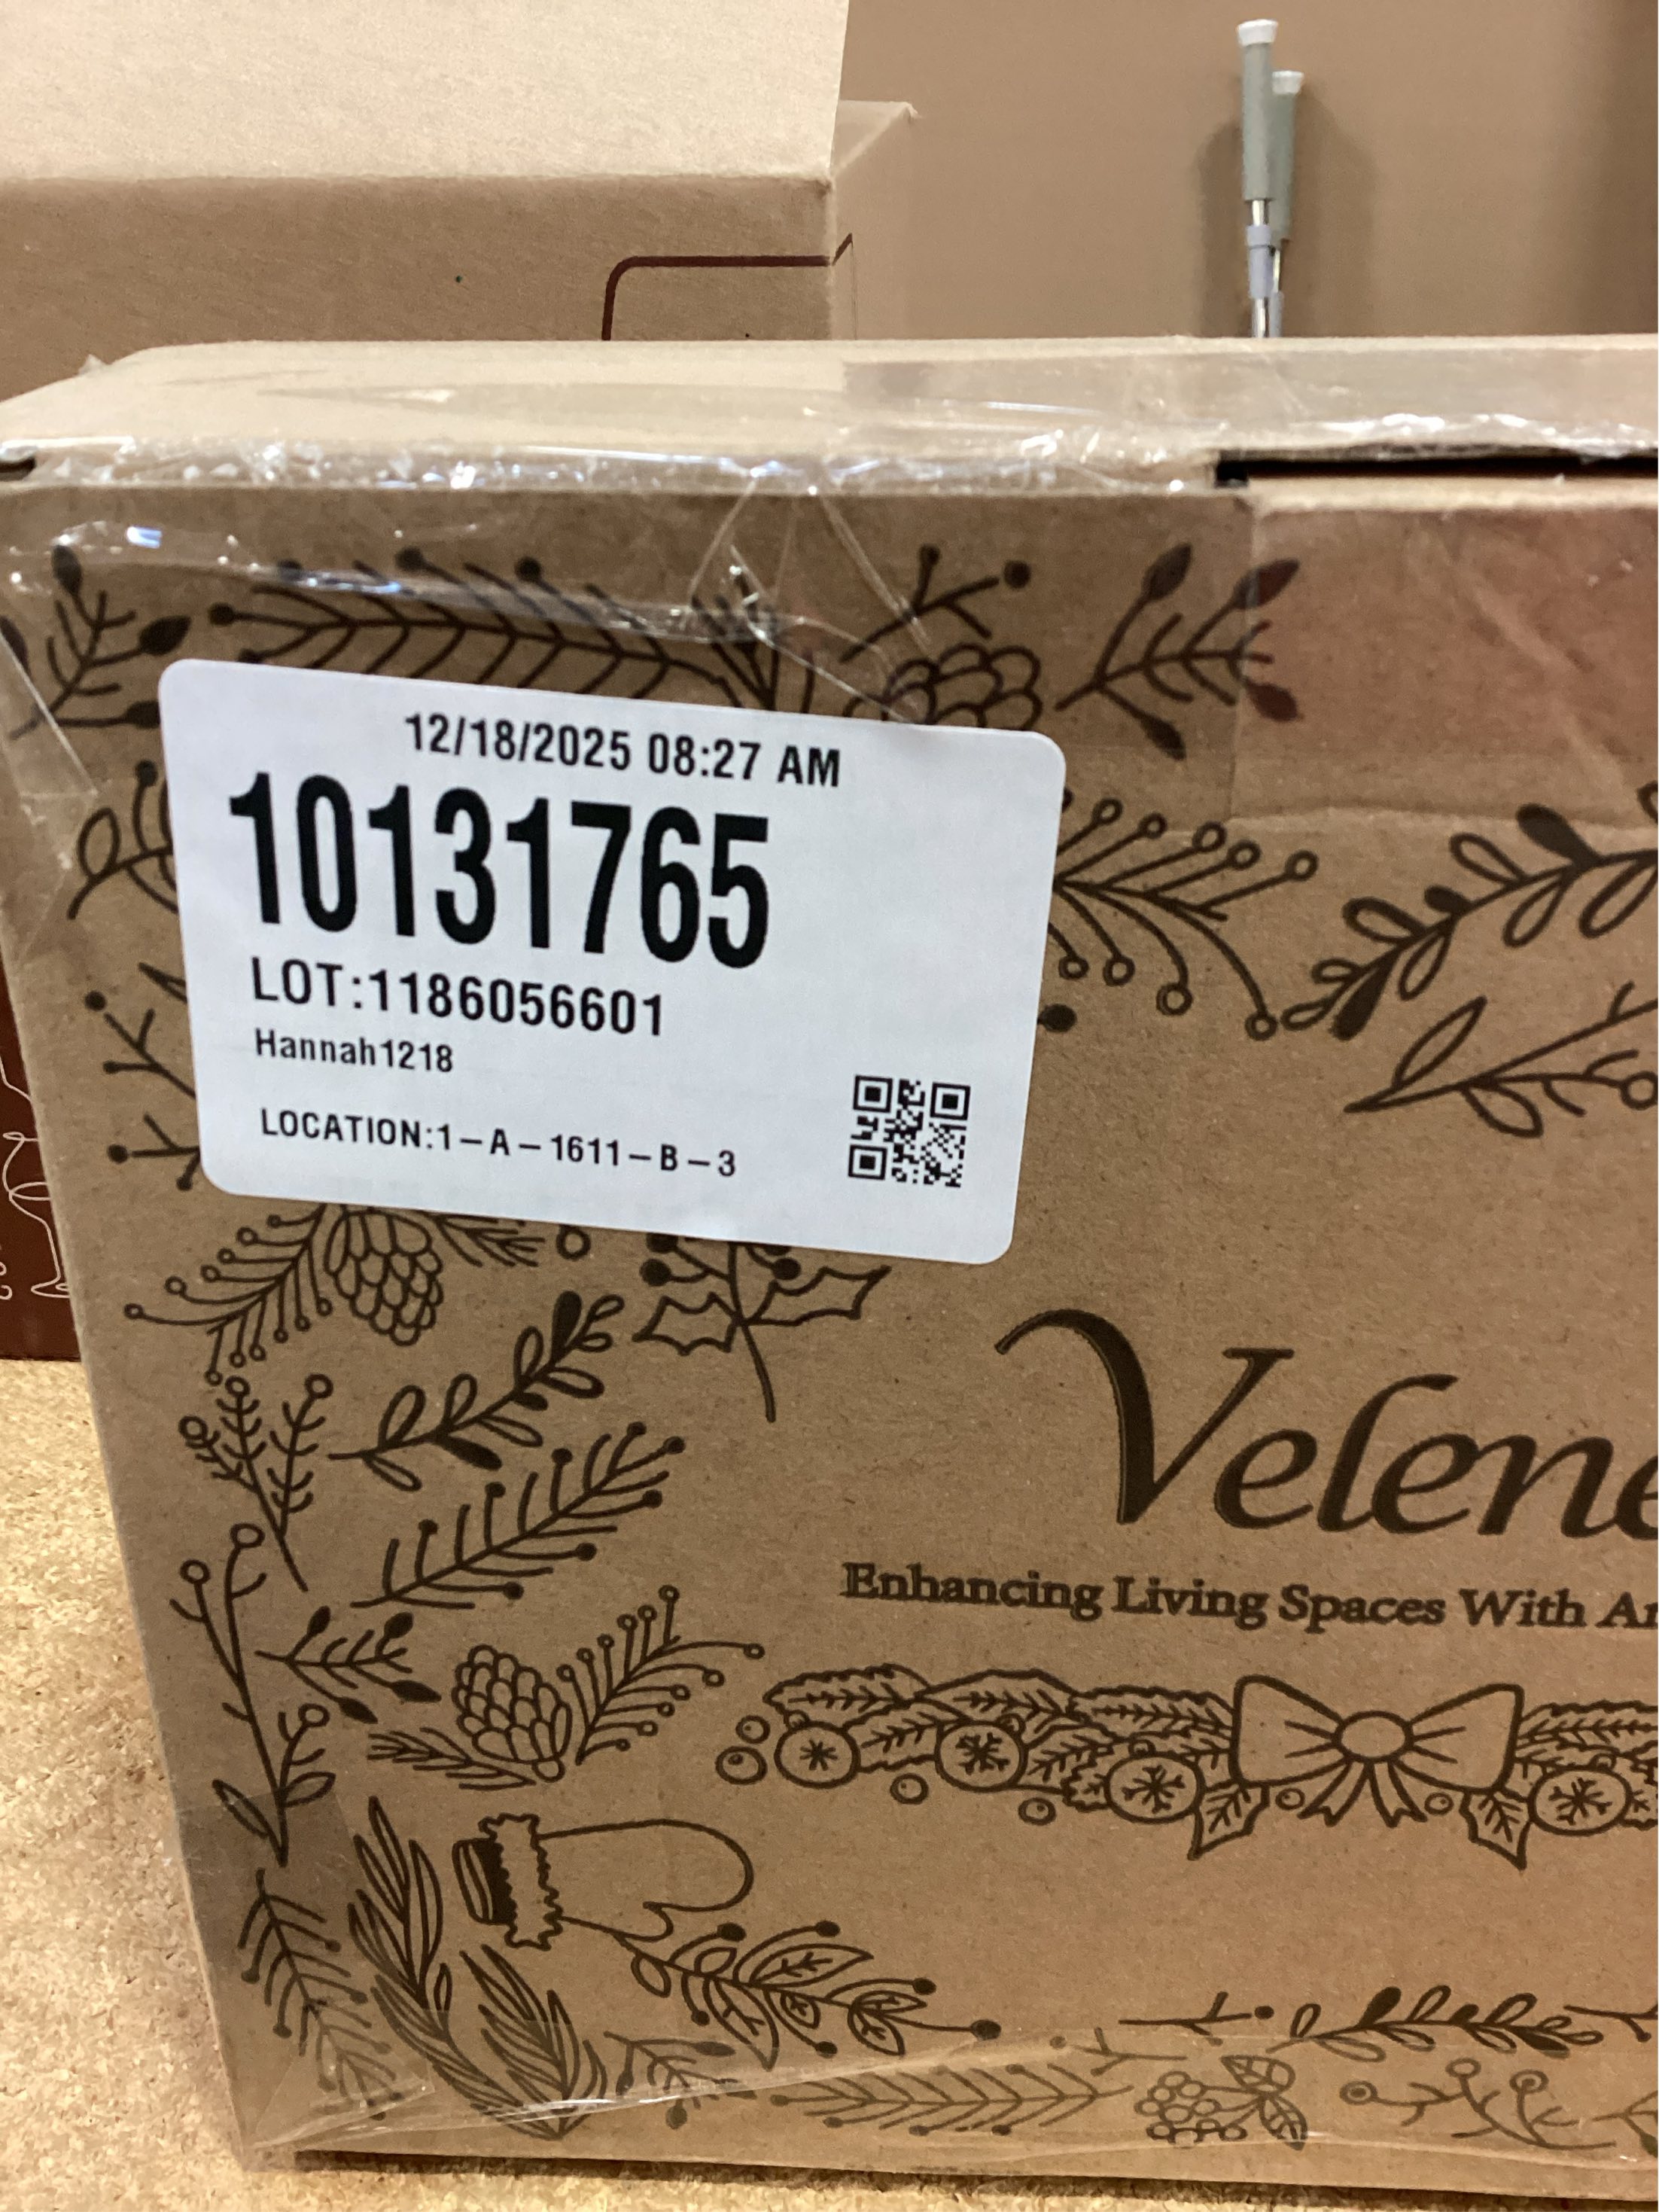 12/18/2025 08:27 AM
10131765
LOT:1186056601
Hannah1218
LOCATION:1-A-1611-B-3
Enhancing Living Spaces With